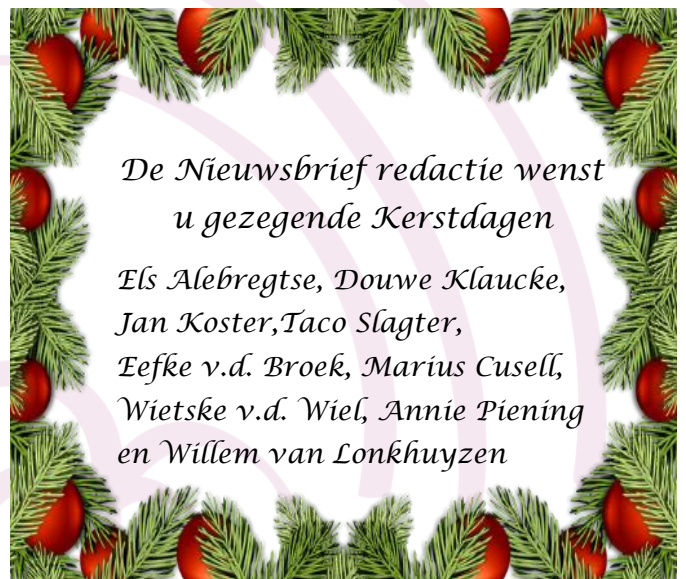 De Nieuwsbrief redactie wenst
u gezegende Kerstdagen
Els Alebregtse, Douwe Klaucke,
Jan Koster,Taco Slagter,
Eefke v.d. Broek, Marius Cusell,
Wietske v.d. Wiel, Annie Piening
en Willem van Lonkhuyzen